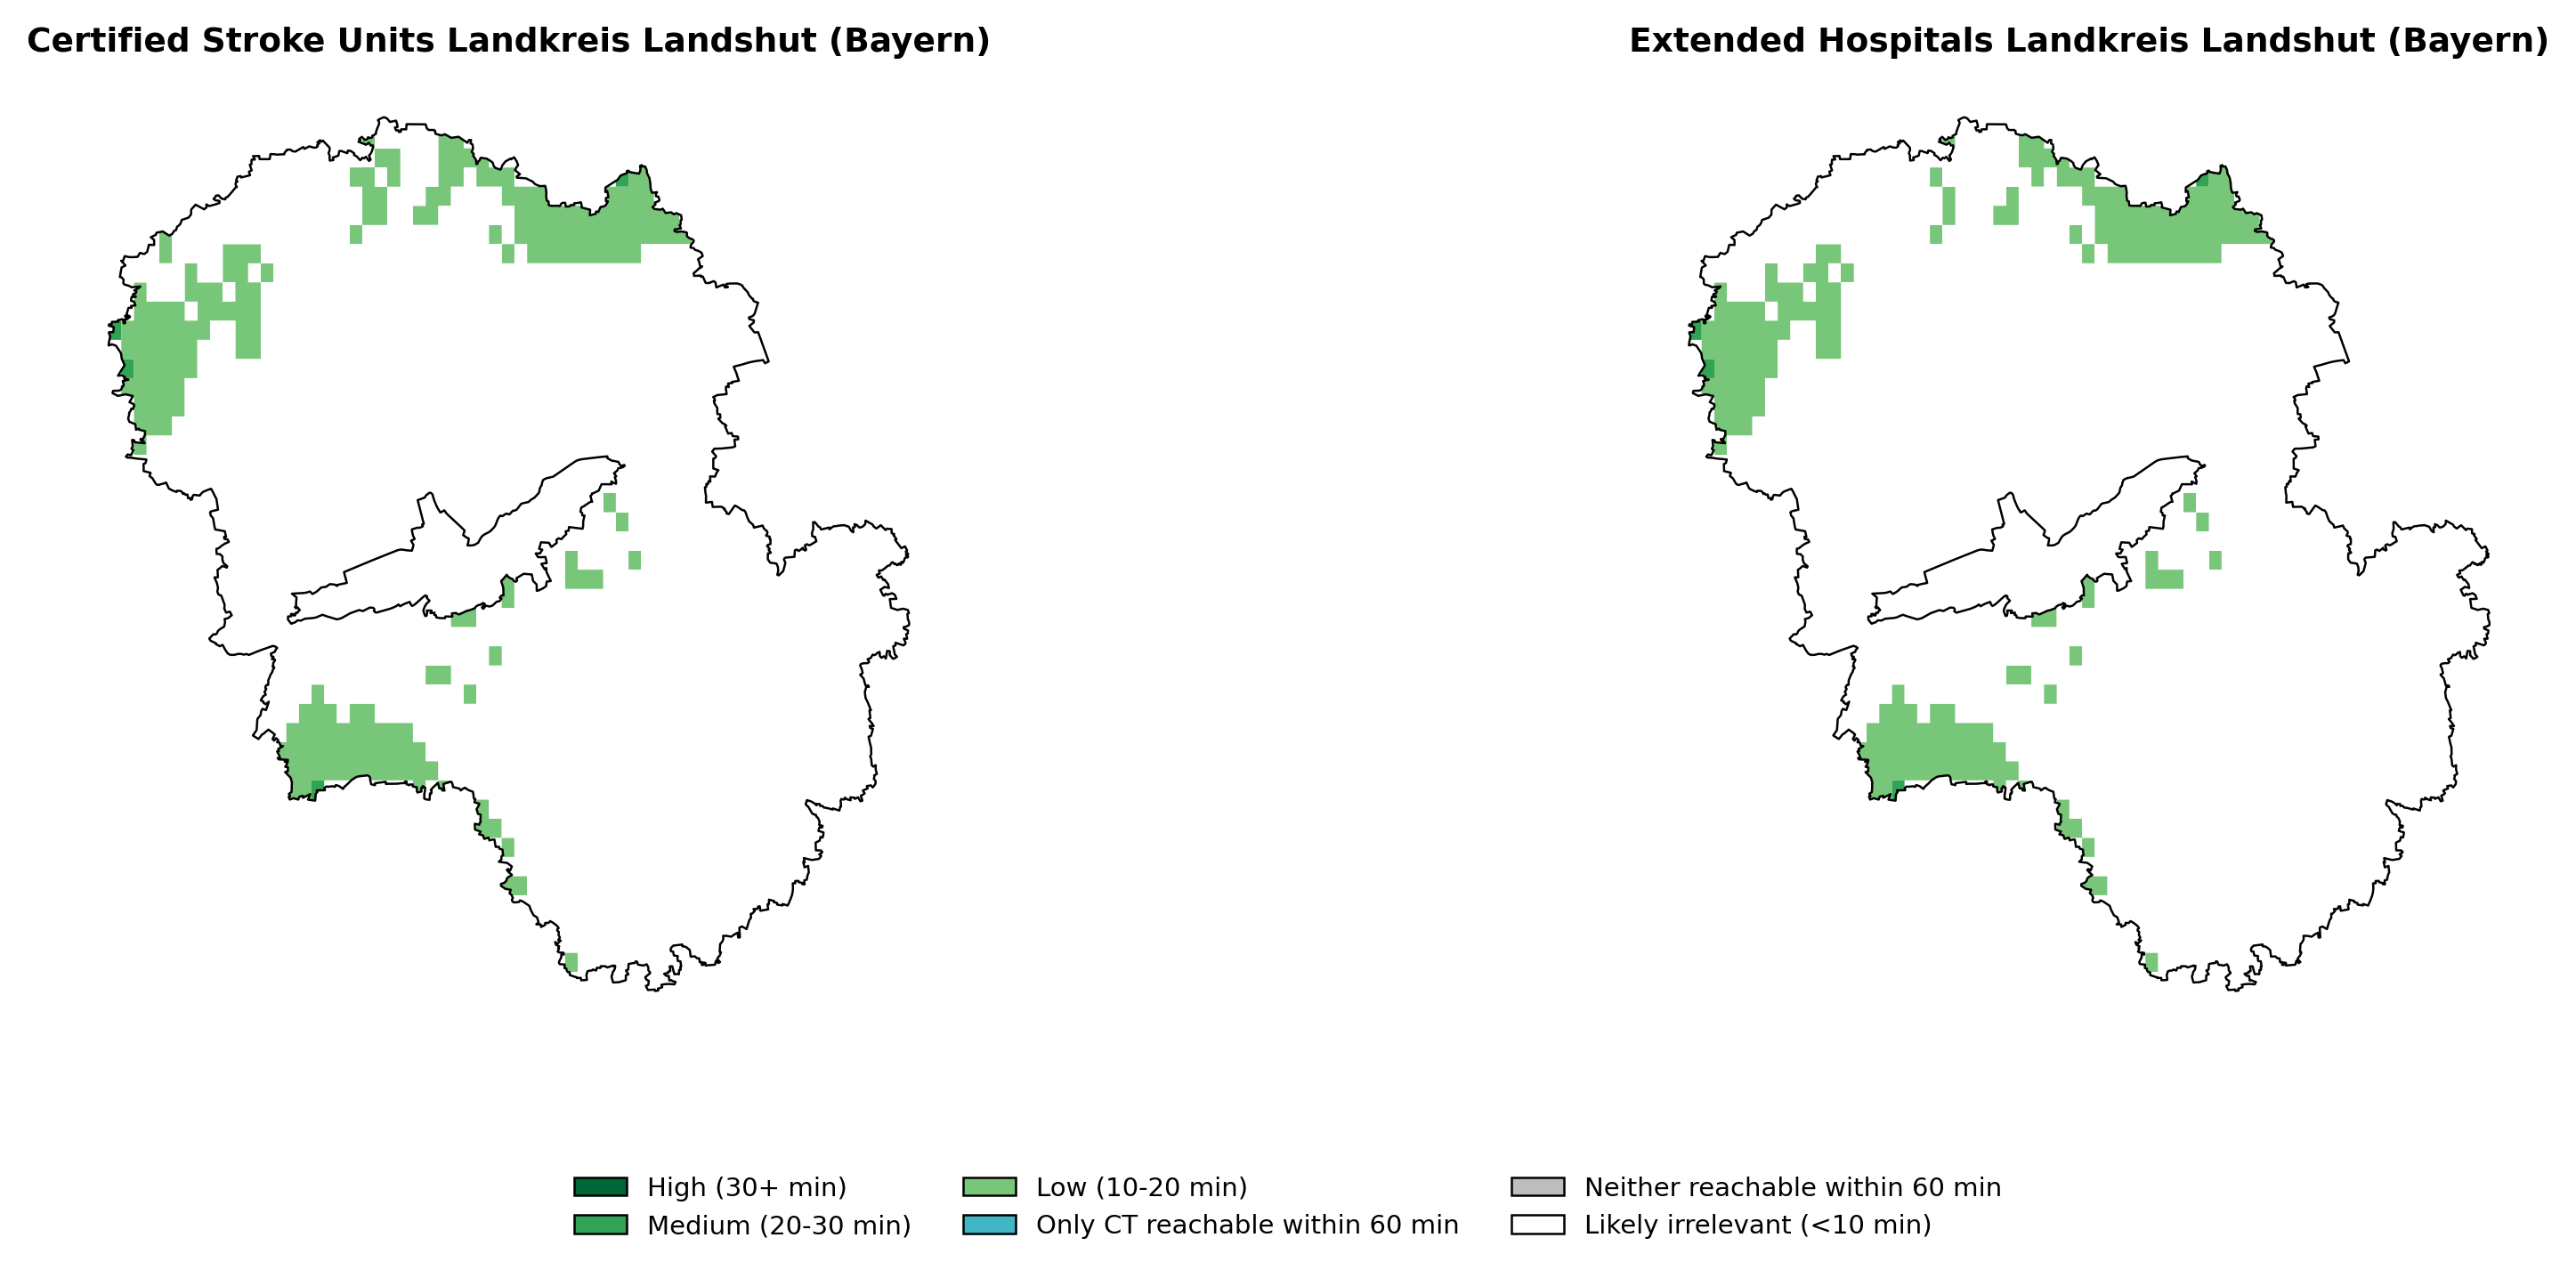 Certified Stroke Units Landkreis Landshut (Bayern)
Extended Hospitals Landkreis Landshut (Bayern)
High (30+ min)
Medium (20-30 min)
Low (10-20 min)
Only CT reachable within 60 min
Neither reachable within 60 min
Likely irrelevant (<10 min)